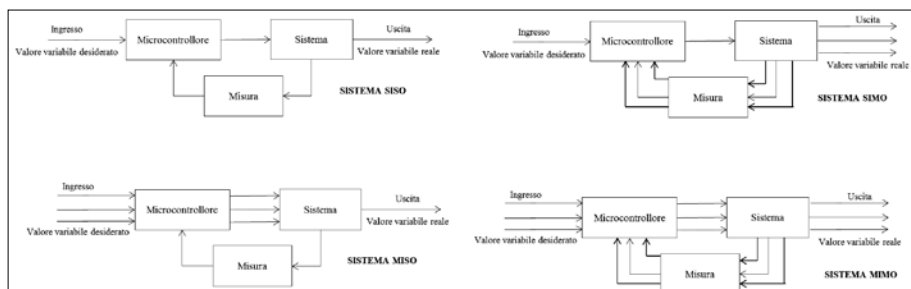 Ingresso
Microcontrollore
Sistema
Uscita
Valore variabile desiderato
Valore variabile reale
Misura
SISTEMA SISO
Ingresso
Microcontrollore
Sistema
Uscita
Valore variabile desiderato
Valore variabile reale
Misura
SISTEMA SIMO
Ingresso
Microcontrollore
Sistema
Uscita
Valore variabile desiderato
Valore variabile reale
Misura
SISTEMA MISO
Ingresso
Microcontrollore
Sistema
Uscita
Valore variabile desiderato
Valore variabile reale
Misura
SISTEMA MIMO